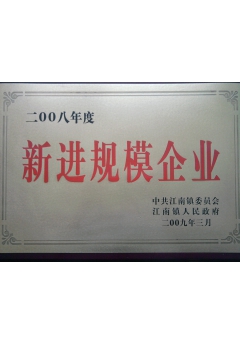 二00八年度
新进规模企业
中共江南镇委员会
江南镇人民政府
二00九年三月